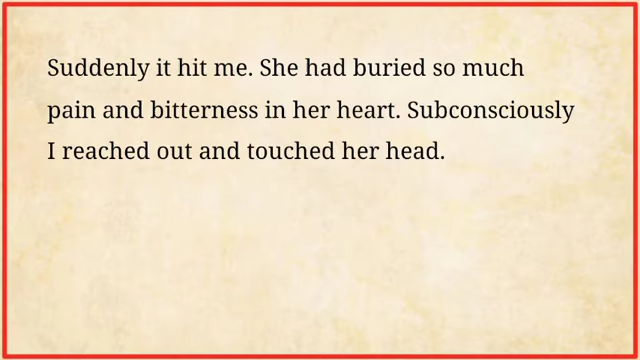 Suddenly it hit me. She had buried so much
pain and bitterness in her heart. Subconsciously
I reached out and touched her head.